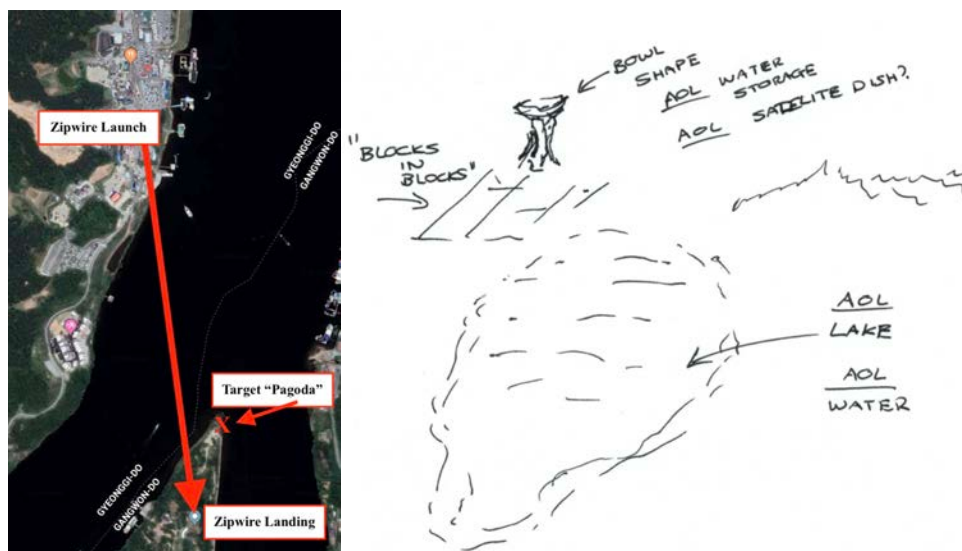 Zipwire Launch
GYEONGGI-DO
GANGWON-DO
Target “Pagoda”
X
GYEONGGI-DO
GANGWON-DO
Zipwire Landing
BOWL
SHAPE
AOL WATER
STORAGE
AOL SATELITE DISH?
"BLOCKS
IN
BLOCKS"
AOL
LAKE
AOL
WATER